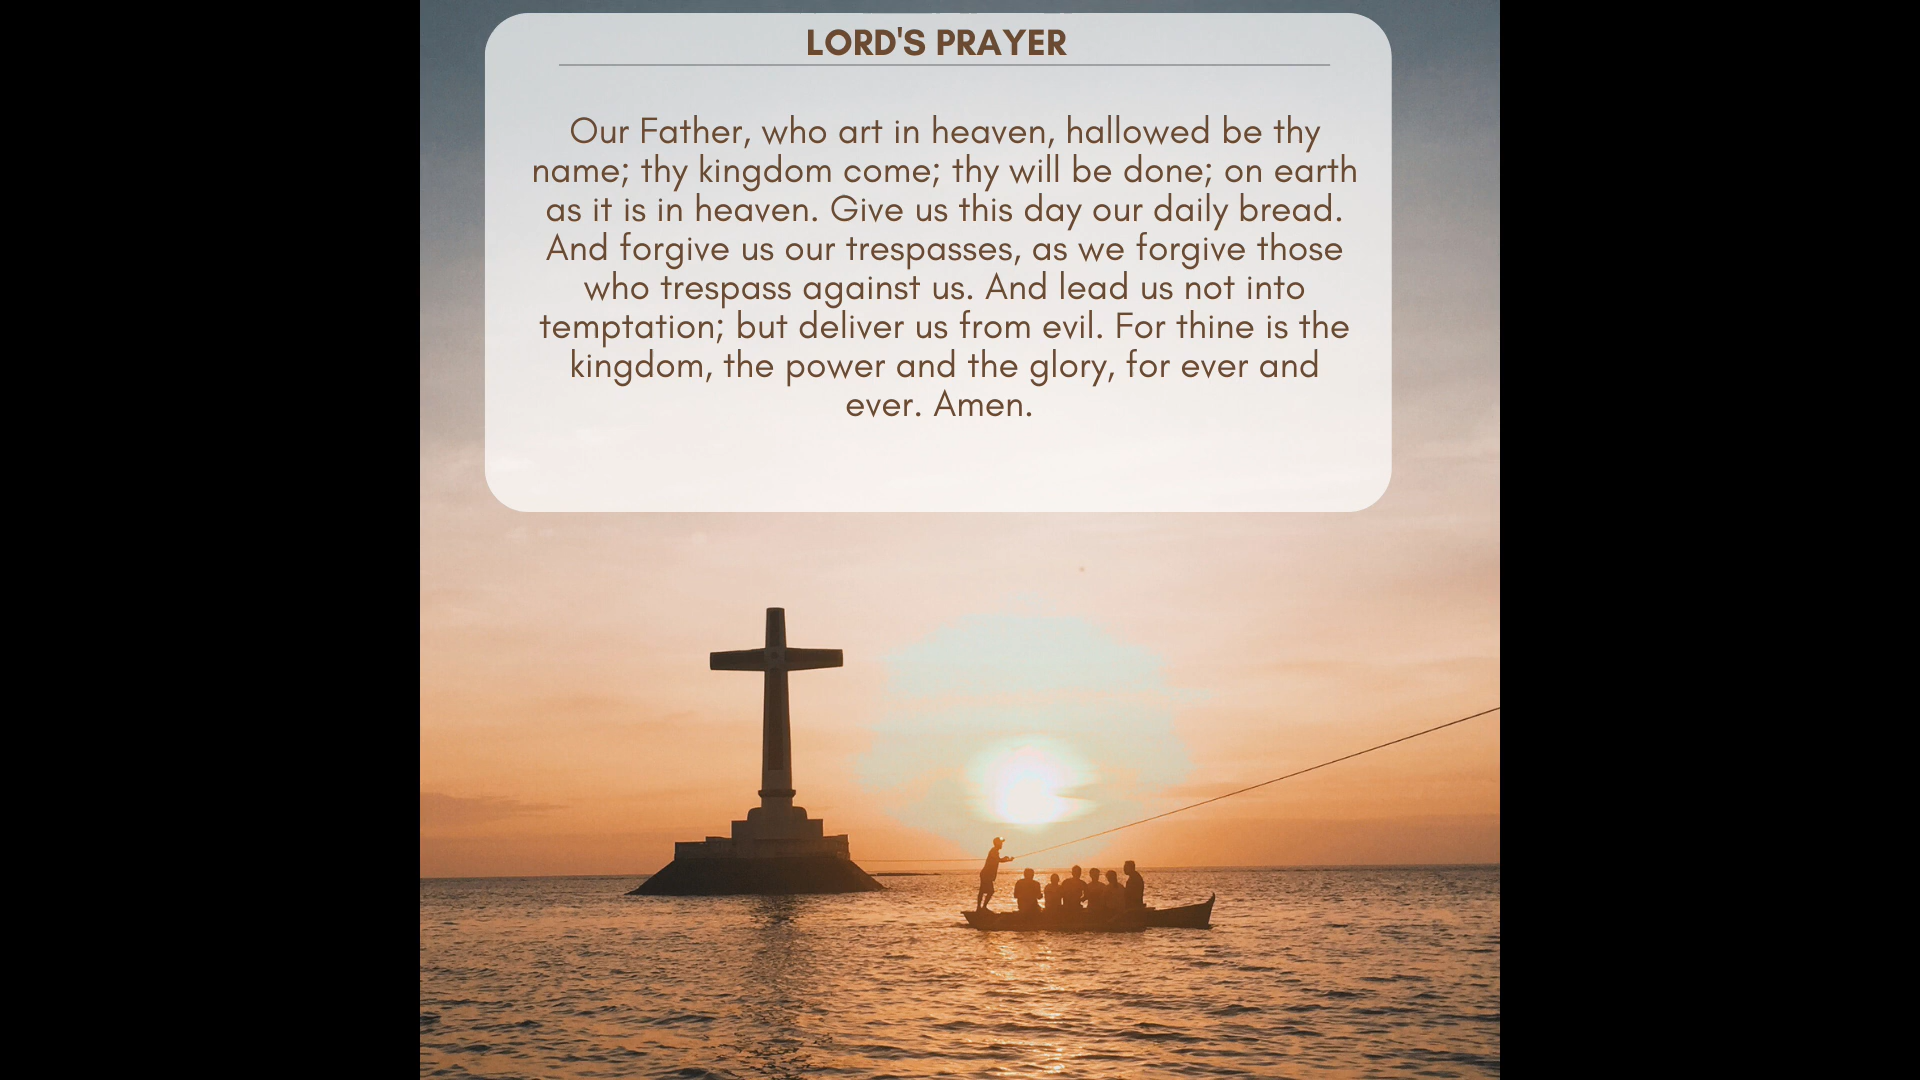 LORD'S PRAYER
Our Father, who art in heaven, hallowed be thy
name; thy kingdom come; thy will be done; on earth
as it is in heaven. Give us this day our daily bread.
And forgive us our trespasses, as we forgive those
who trespass against us. And lead us not into
temptation; but deliver us from evil. For thine is the
kingdom, the power and the glory, for ever and
ever. Amen.